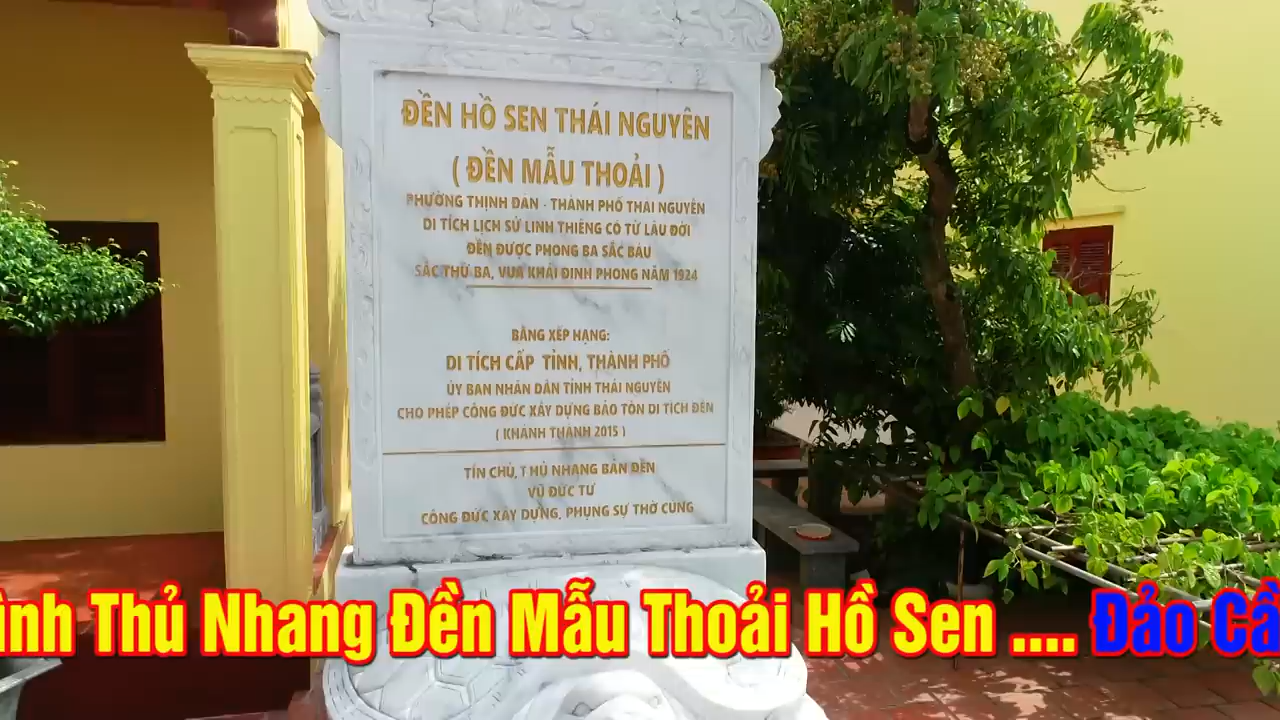 ĐỀN HỒ SEN THÁI NGUYÊN
( ĐỀN MẪU THOẢI )
PHƯỜNG THỊNH ĐÁN - THÀNH PHỐ THÁI NGUYÊN
DI TÍCH LỊCH SỬ LINH THIÊNG CÓ TỪ LÂU ĐỜI
ĐỀN ĐƯỢC PHONG BA SẮC BÁU
SẮC THỨ BA, VUA KHẢI ĐỊNH PHONG NĂM 1924
BẰNG XẾP HẠNG:
DI TÍCH CẤP TỈNH, THÀNH PHỐ
ỦY BAN NHÂN DÂN TỈNH THÁI NGUYÊN
CHO PHÉP CÔNG ĐỨC XÂY DỰNG BẢO TỒN DI TÍCH ĐỀN
( KHÁNH THÀNH 2015 )
TÍN CHỦ, THỦ NHANG BẢN ĐỀN
VŨ ĐỨC TƯ
CÔNG ĐỨC XÂY DỰNG, PHỤNG SỰ THỜ CÚNG
Thủ Nhang Đền Mẫu Thoải Hồ Sen .... Đảo